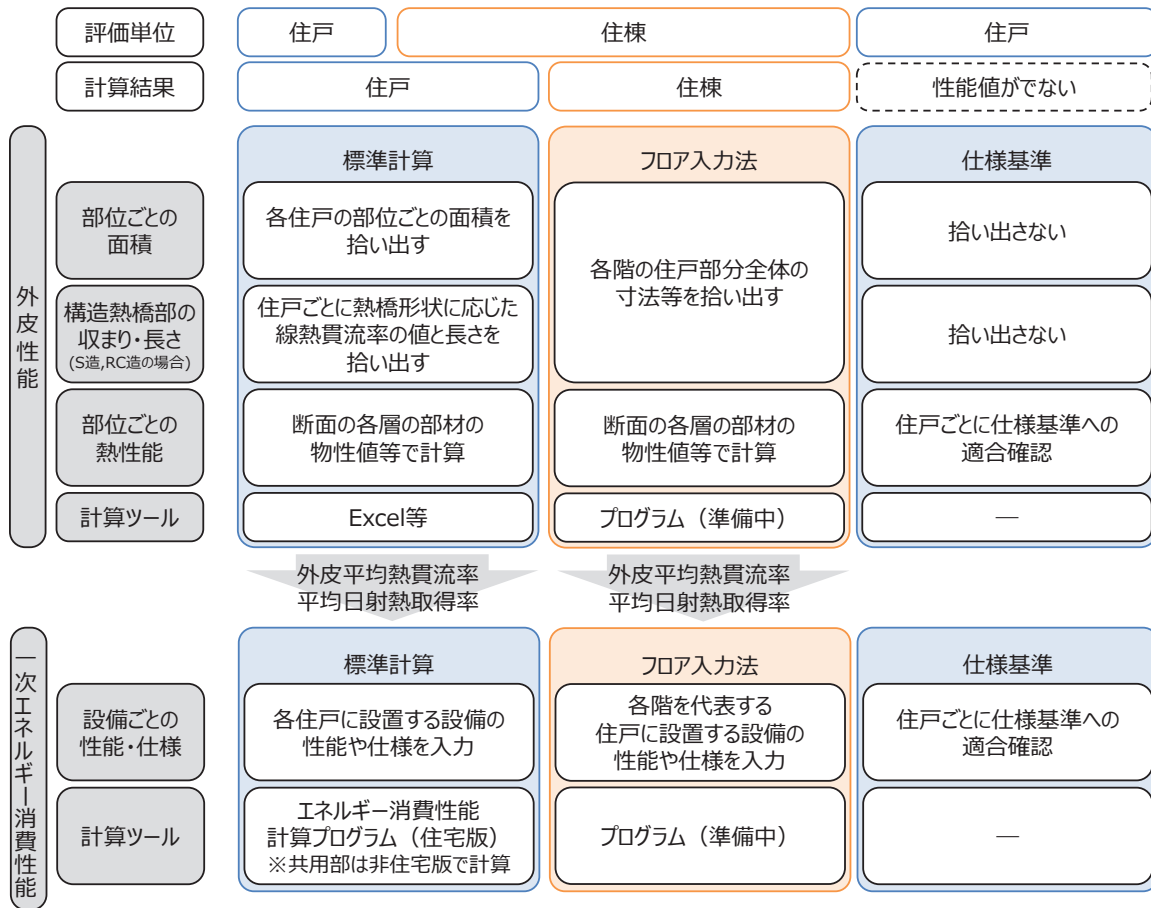 評価単位
住戸
住棟
住戸
計算結果
住戸
住棟
性能値がでない
外皮性能
標準計算
フロア入力法
仕様基準
部位ごとの
面積
各住戸の部位ごとの面積を
拾い出す
各階の住戸部分全体の
寸法等を拾い出す
拾い出さない
構造熱橋部の
収まり・長さ
(S造,RC造の場合)
住戸ごとに熱橋形状に応じた
線熱貫流率の値と長さを
拾い出す
拾い出さない
部位ごとの
熱性能
断面の各層の部材の
物性値等で計算
断面の各層の部材の
物性値等で計算
住戸ごとに仕様基準への
適合確認
計算ツール
Excel等
プログラム（準備中）
―
外皮平均熱貫流率
平均日射熱取得率
外皮平均熱貫流率
平均日射熱取得率
一次エネルギー消費性能
標準計算
フロア入力法
仕様基準
設備ごとの
性能・仕様
各住戸に設置する設備の
性能や仕様を入力
各階を代表する
住戸に設置する設備の
性能や仕様を入力
住戸ごとに仕様基準への
適合確認
計算ツール
エネルギー消費性能
計算プログラム（住宅版）
※共用部は非住宅版で計算
プログラム（準備中）
―